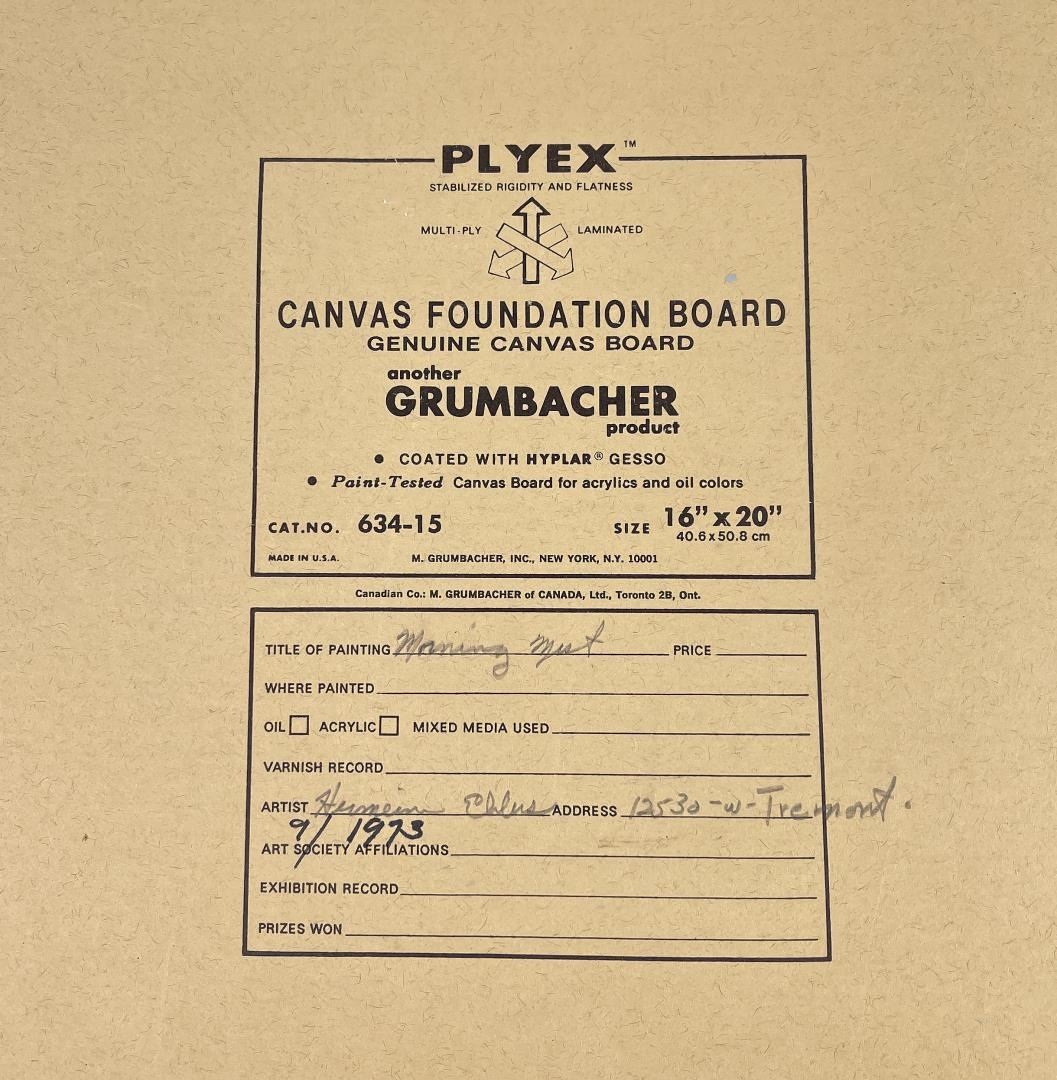 PLYEX™
STABILIZED RIGIDITY AND FLATNESS
MULTI-PLY LAMINATED
CANVAS FOUNDATION BOARD
GENUINE CANVAS BOARD
another
GRUMBACHER
product
• COATED WITH HYPLAR® GESSO
• Paint-Tested Canvas Board for acrylics and oil colors
CAT.NO. 634-15 SIZE 16" x 20"
40.6 x 50.8 cm
MADE IN U.S.A. M. GRUMBACHER, INC., NEW YORK, N.Y. 10001
Canadian Co.: M. GRUMBACHER of CANADA, Ltd., Toronto 2B, Ont.
TITLE OF PAINTING Morning Mist PRICE
WHERE PAINTED
OIL ACRYLIC MIXED MEDIA USED
VARNISH RECORD
ARTIST Ehlers ADDRESS 12530-W-Tremont.
9/1973
ART SOCIETY AFFILIATIONS
EXHIBITION RECORD
PRIZES WON